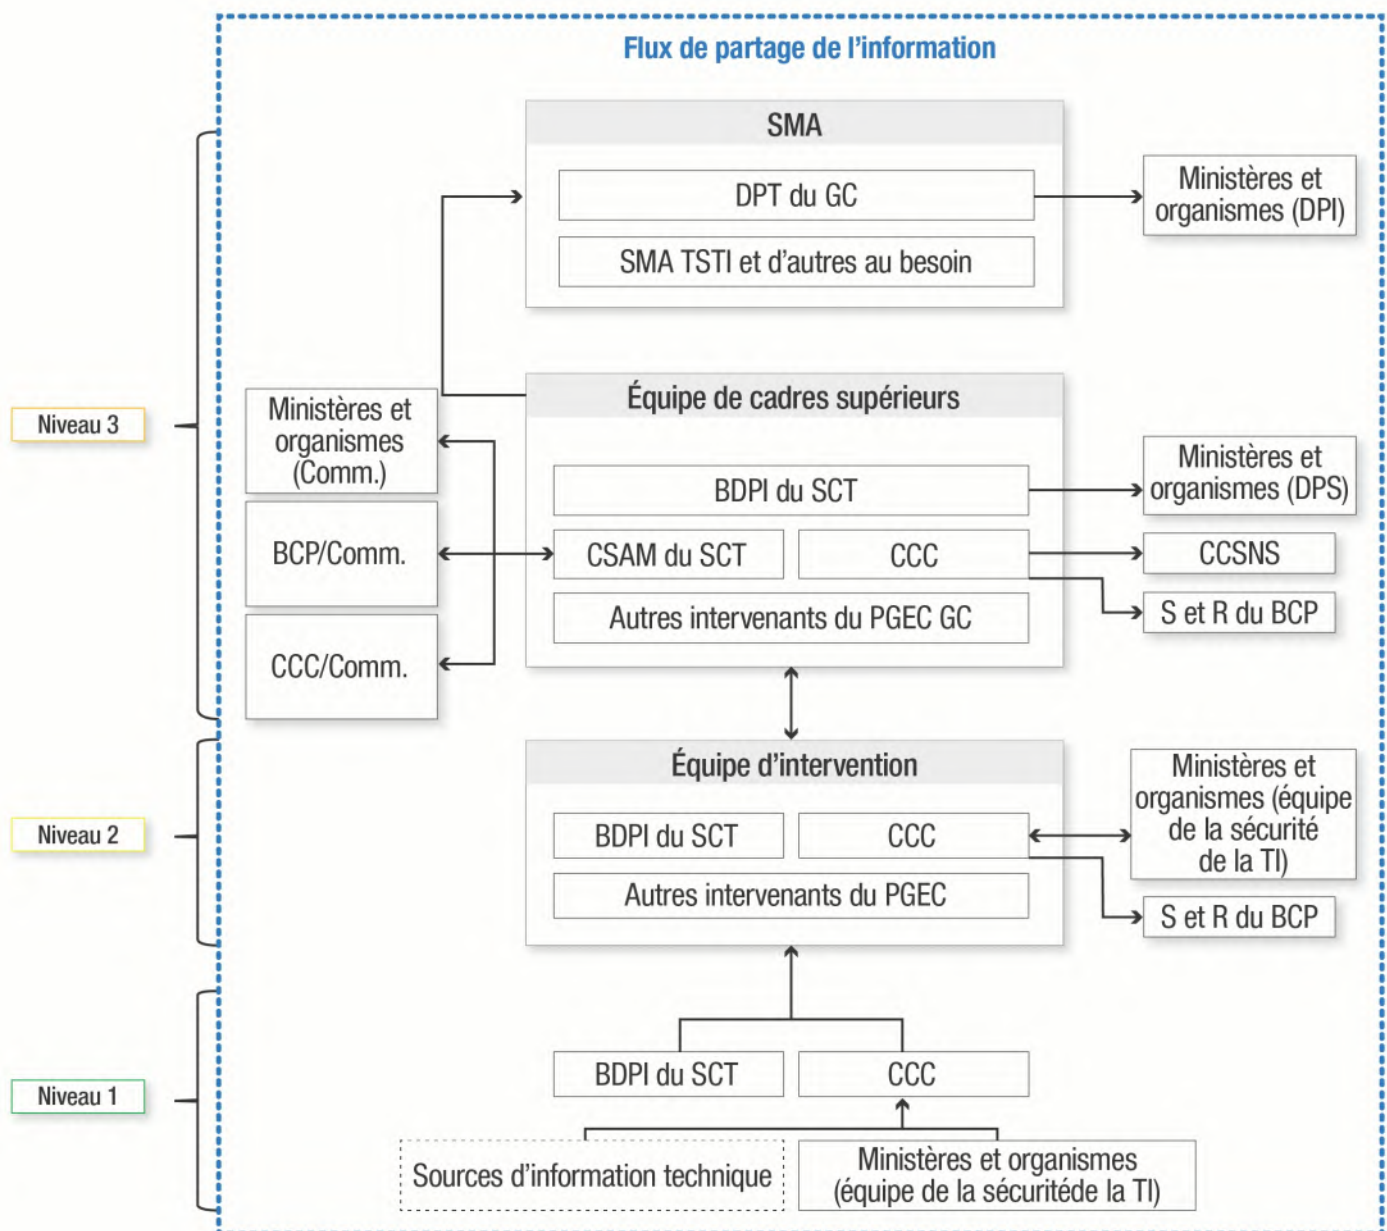 Flux de partage de l'information
SMA
DPT du GC
SMA TSTI et d'autres au besoin
Ministères et
organismes (DPI)
Niveau 3
Ministères et
organismes
(Comm.)
BCP/Comm.
CCC/Comm.
Équipe de cadres supérieurs
BDPI du SCT
CSAM du SCT
CCC
Autres intervenants du PGEC GC
Ministères et
organismes (DPS)
CCSNS
S et R du BCP
Niveau 2
Équipe d'intervention
BDPI du SCT
CCC
Autres intervenants du PGEC
Ministères et
organismes (équipe
de la sécurité
de la TI)
S et R du BCP
Niveau 1
BDPI du SCT
CCC
Sources d'information technique
Ministères et organismes
(équipe de la sécuritéde la TI)